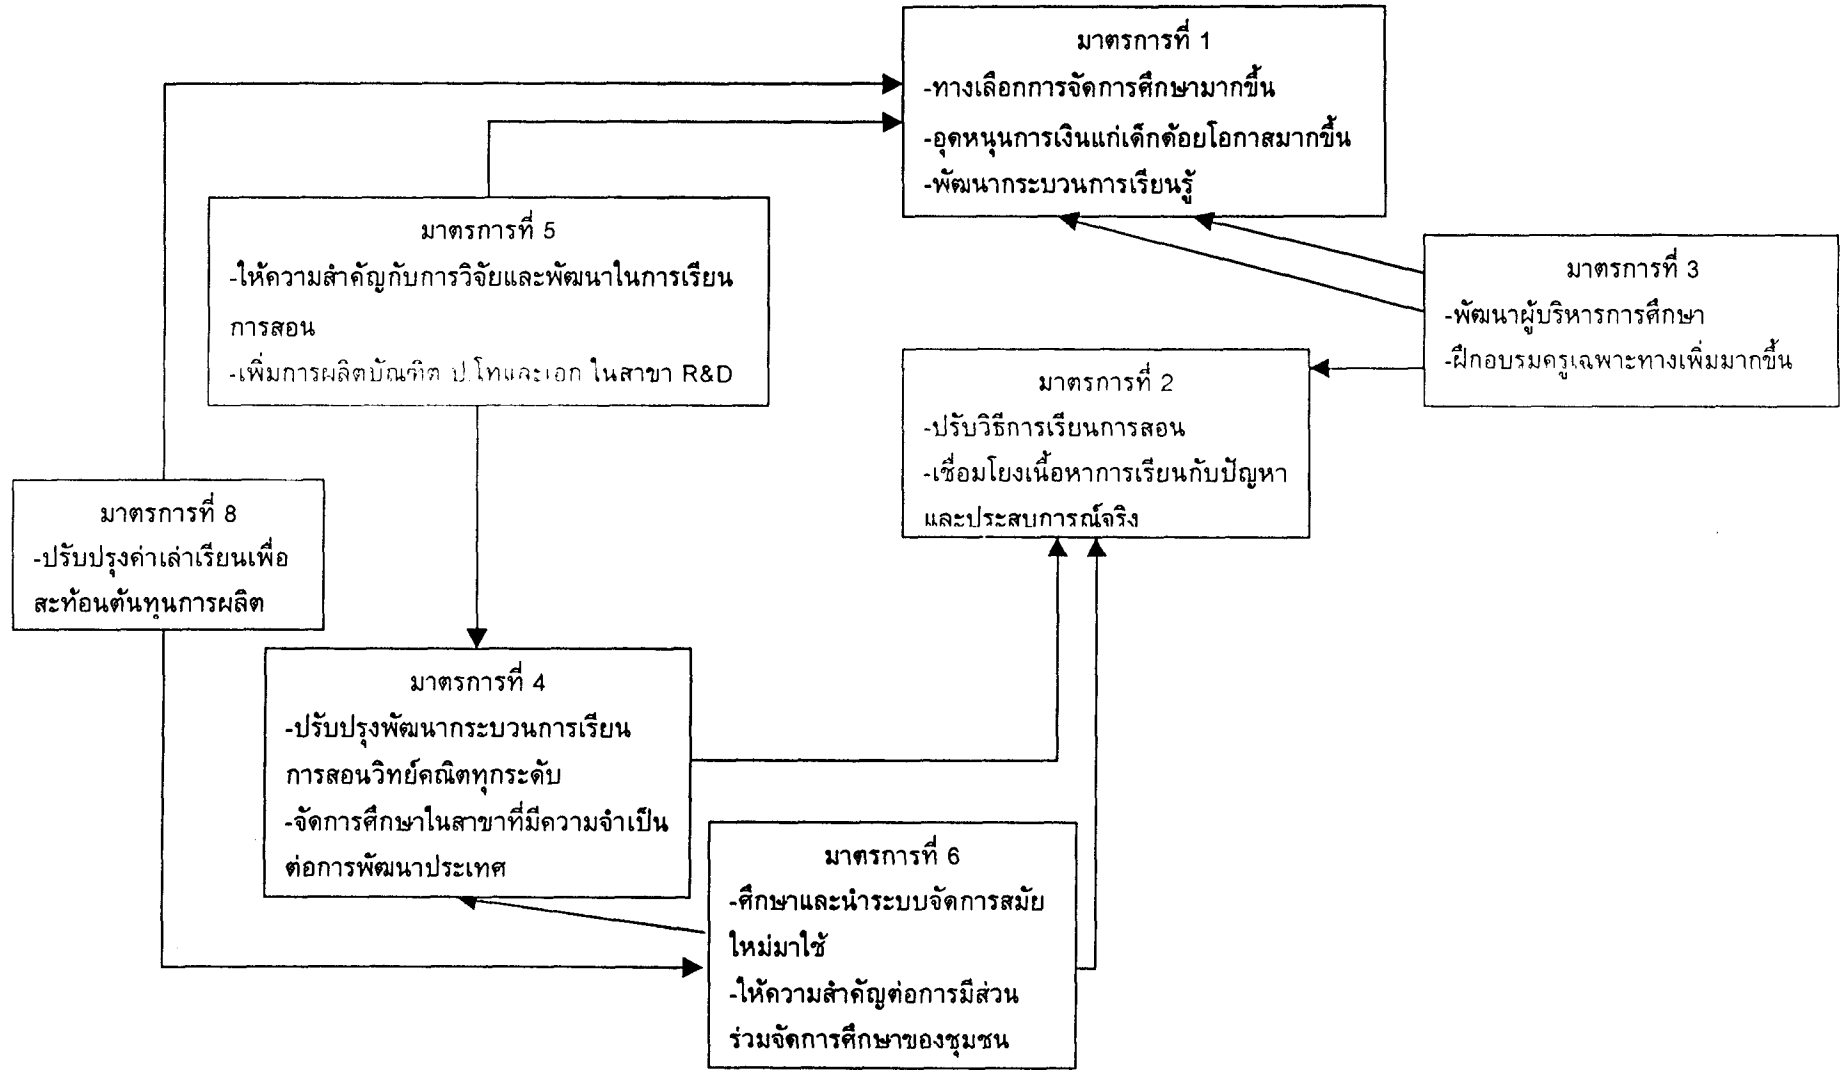 มาตรการที่ 1
-ทางเลือกการจัดการศึกษามากขึ้น
-อุดหนุนการเงินแก่เด็กด้อยโอกาสมากขึ้น
-พัฒนากระบวนการเรียนรู้
มาตรการที่ 5
-ให้ความสำคัญกับการวิจัยและพัฒนาในการเรียน
การสอน
-เพิ่มการผลิตบัณฑิต ป.โทและเอก ในสาขา R&D
มาตรการที่ 3
-พัฒนาผู้บริหารการศึกษา
-ฝึกอบรมครูเฉพาะทางเพิ่มมากขึ้น
มาตรการที่ 2
-ปรับวิธีการเรียนการสอน
-เชื่อมโยงเนื้อหาการเรียนกับปัญหา
และประสบการณ์จริง
มาตรการที่ 8
-ปรับปรุงค่าเล่าเรียนเพื่อ
สะท้อนต้นทุนการผลิต
มาตรการที่ 4
-ปรับปรุงพัฒนากระบวนการเรียน
การสอนวิทย์คณิตทุกระดับ
-จัดการศึกษาในสาขาที่มีความจำเป็น
ต่อการพัฒนาประเทศ
มาตรการที่ 6
-ศึกษาและนำระบบจัดการสมัย
ใหม่มาใช้
-ให้ความสำคัญต่อการมีส่วน
ร่วมจัดการศึกษาของชุมชน